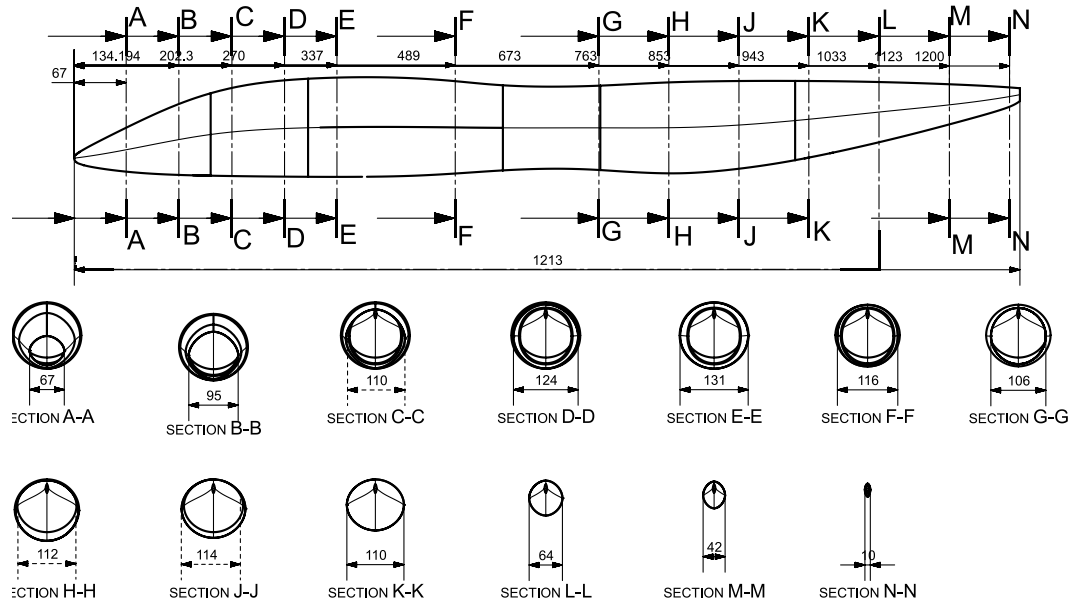 A B C D E F G H J K L M N
134.194 202.3 270 337 489 673 763 853 943 1033 1123 1200
67
A B C D E F G H J K M N
1213
67 95 110 124 131 116 106
ECTION A-A SECTION B-B SECTION C-C SECTION D-D SECTION E-E SECTION F-F SECTION G-G
112 114 110 64 42 10
ECTION H-H SECTION J-J SECTION K-K SECTION L-L SECTION M-M SECTION N-N